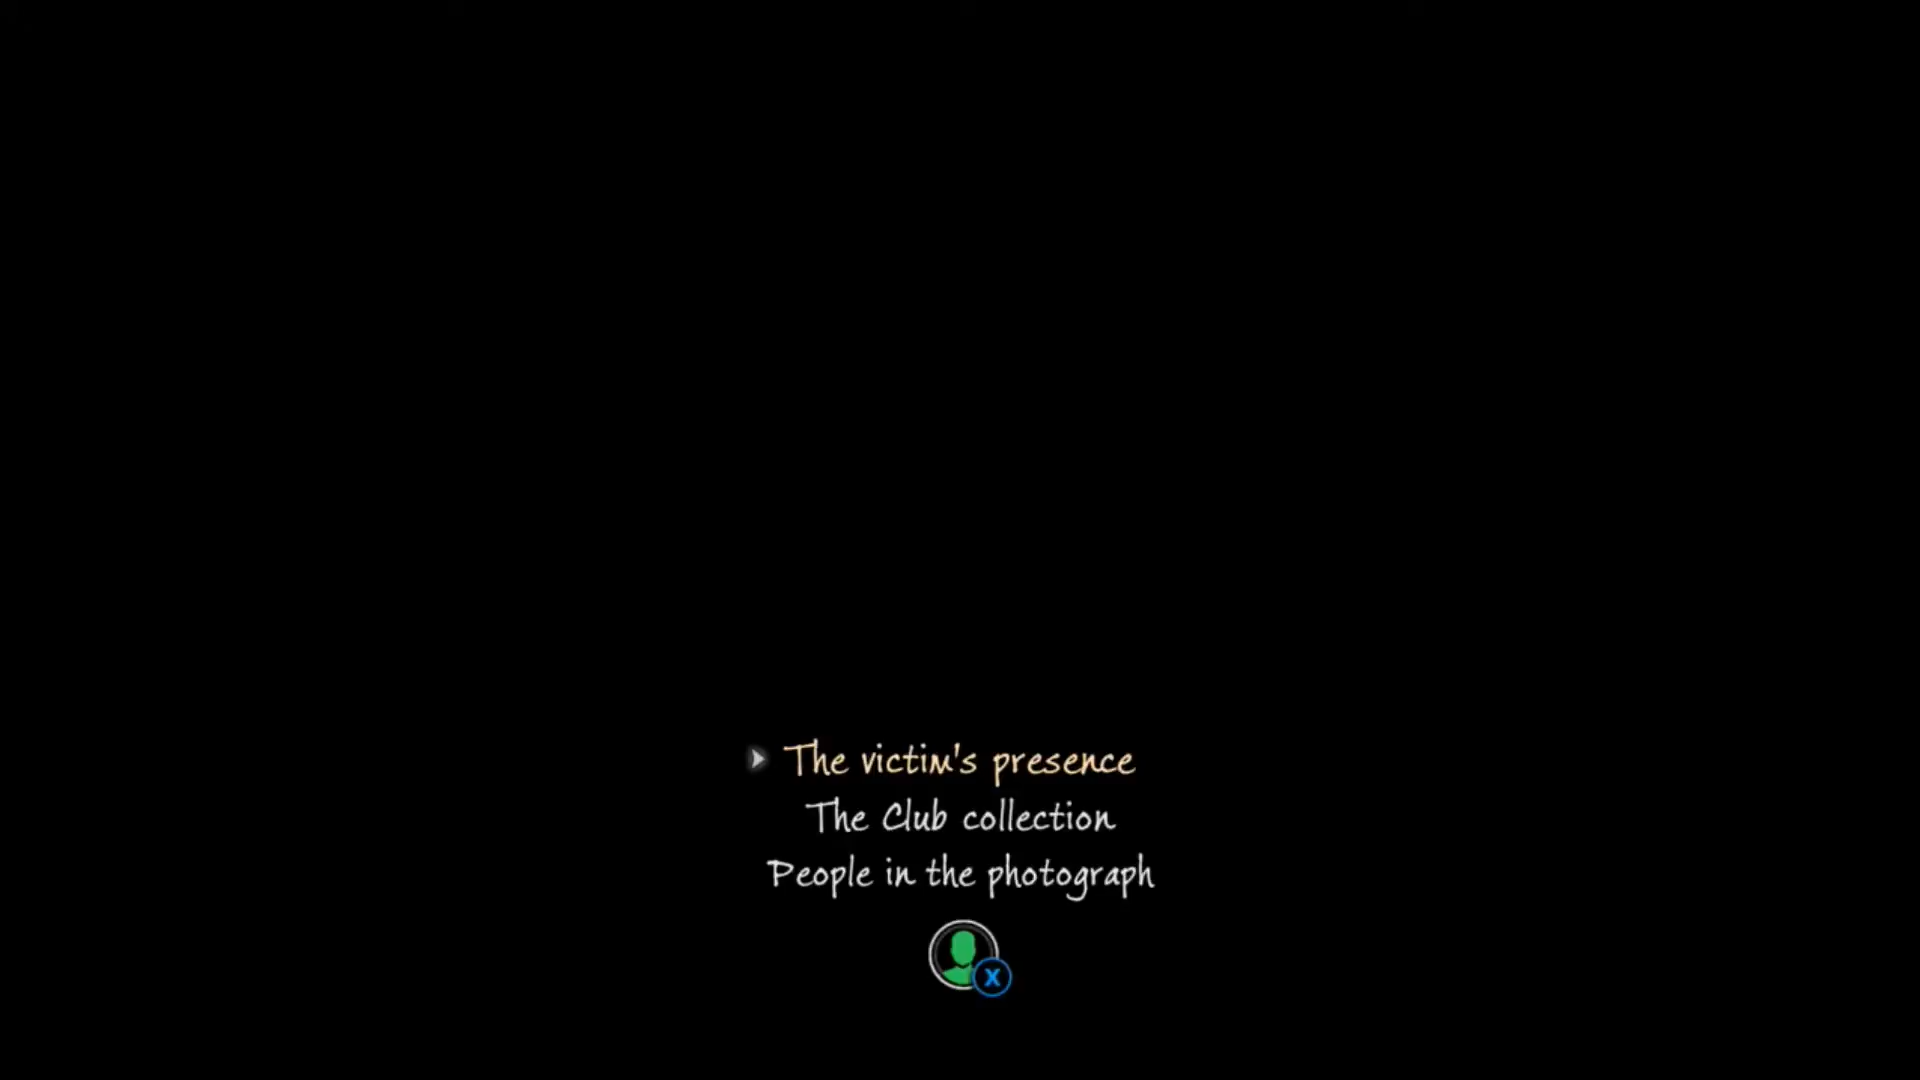 The victim's presence
The Club collection
People in the photograph
X